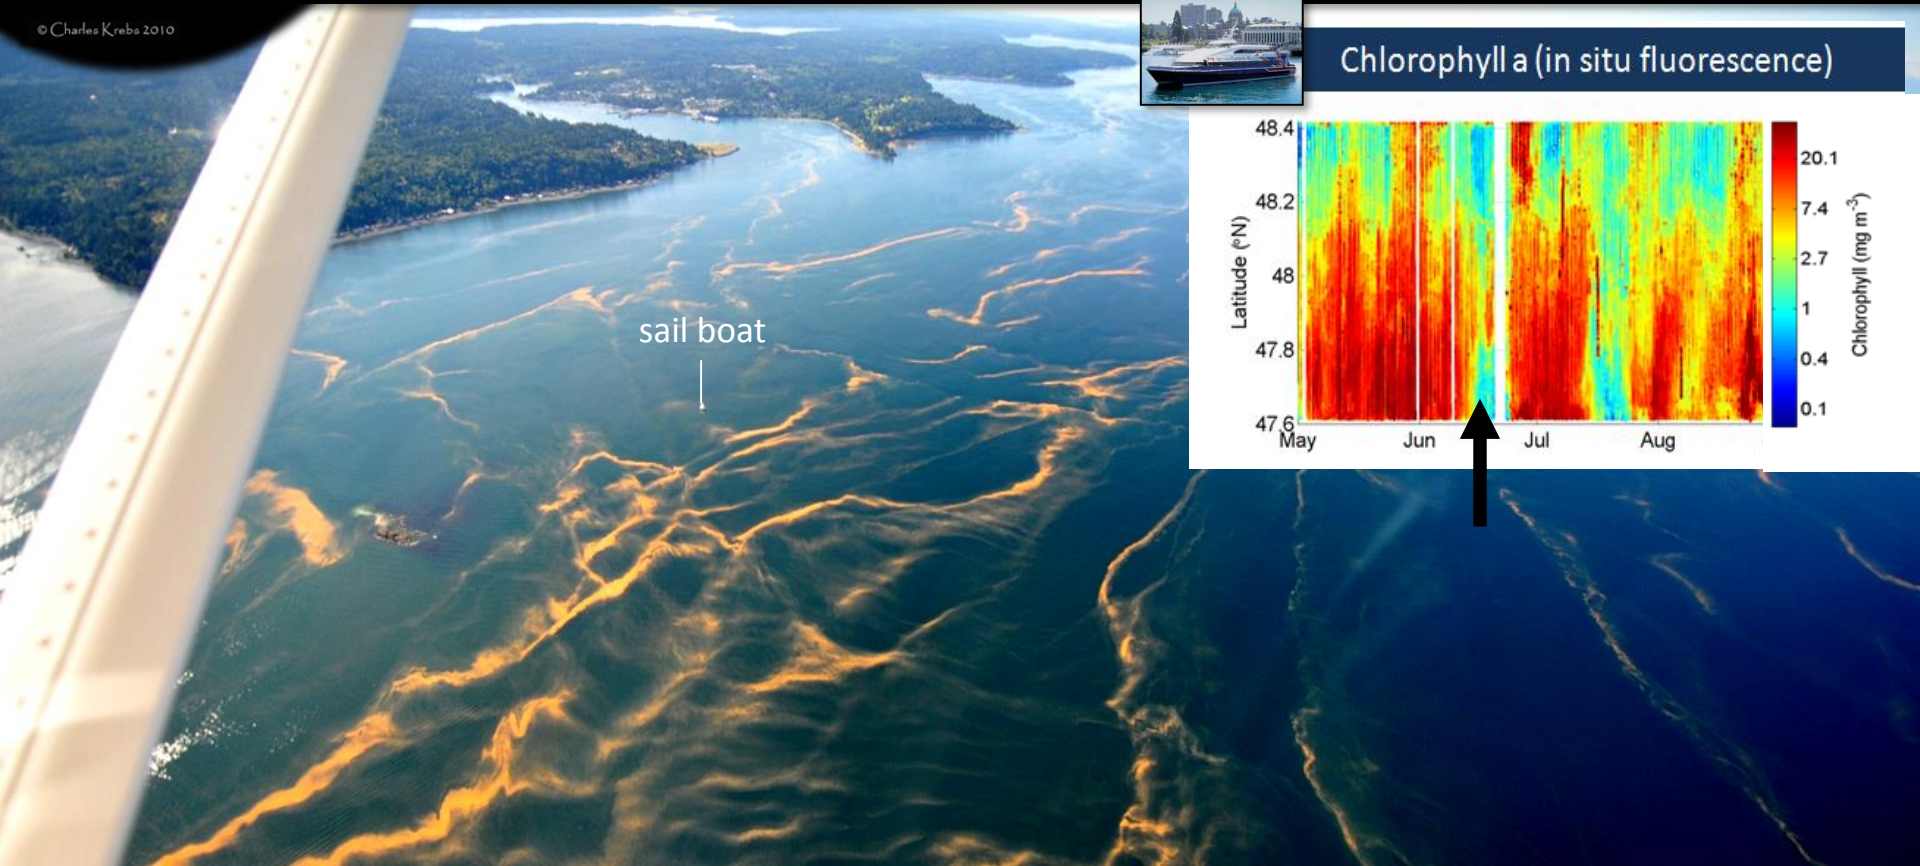 © Charles Krebs 2010
sail boat
Chlorophyll a (in situ fluorescence)
Latitude (ºN)
48.4
48.2
48
47.8
47.6
May Jun Jul Aug
20.1
7.4
2.7
1
0.4
0.1
Chlorophyll (mg m-3)